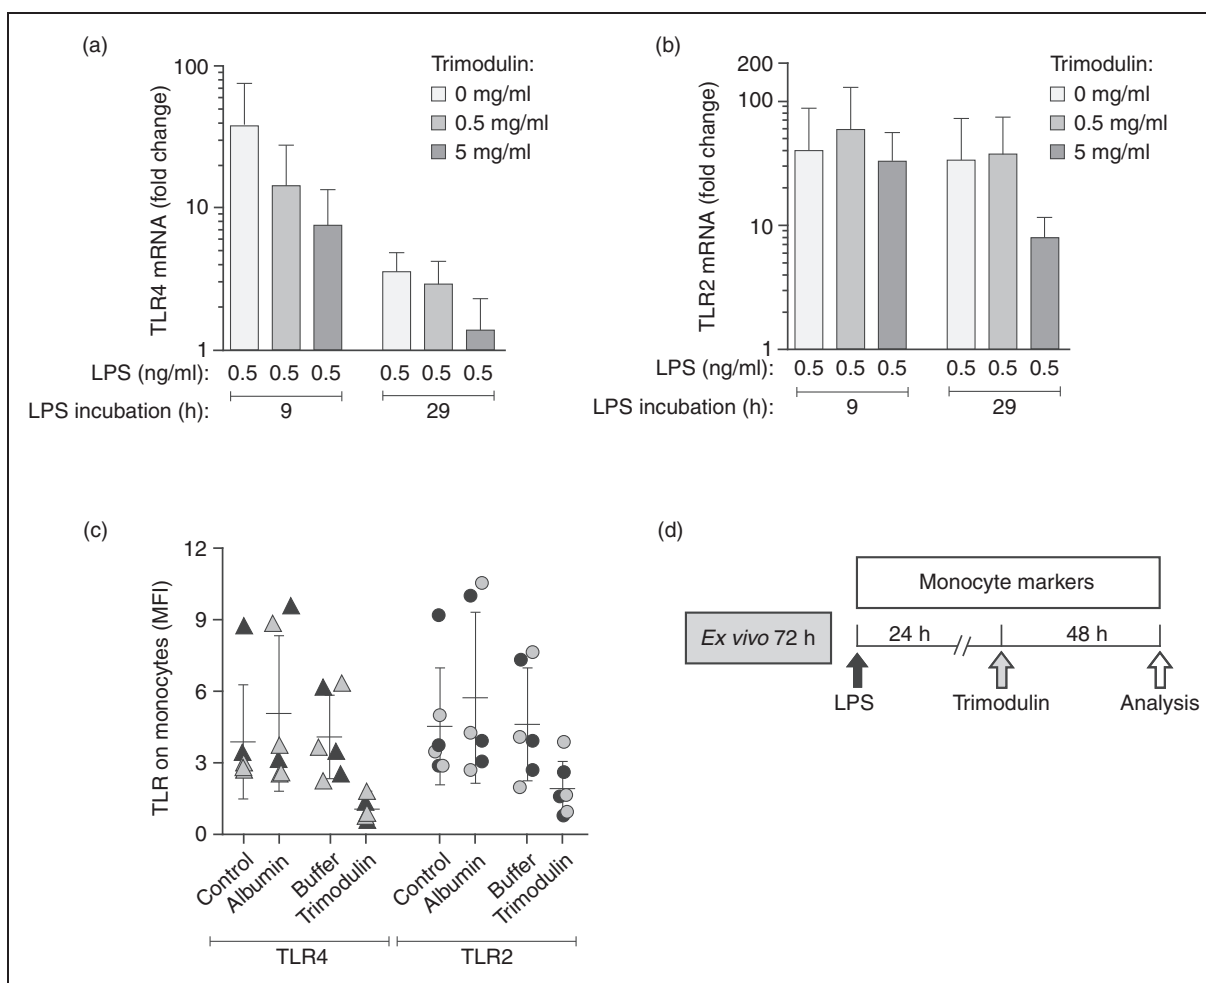 (a)
TLR4 mRNA (fold change)
100
10
1
Trimodulin:
0 mg/ml
0.5 mg/ml
5 mg/ml
LPS (ng/ml): 0.5 0.5 0.5 0.5 0.5 0.5
LPS incubation (h): 9 29
(b)
TLR2 mRNA (fold change)
200
100
10
1
Trimodulin:
0 mg/ml
0.5 mg/ml
5 mg/ml
LPS (ng/ml): 0.5 0.5 0.5 0.5 0.5 0.5
LPS incubation (h): 9 29
(c)
TLR on monocytes (MFI)
12
9
6
3
0
Control Albumin Buffer Trimodulin Control Albumin Buffer Trimodulin
TLR4 TLR2
(d)
Monocyte markers
Ex vivo 72 h
24 h 48 h
LPS Trimodulin Analysis